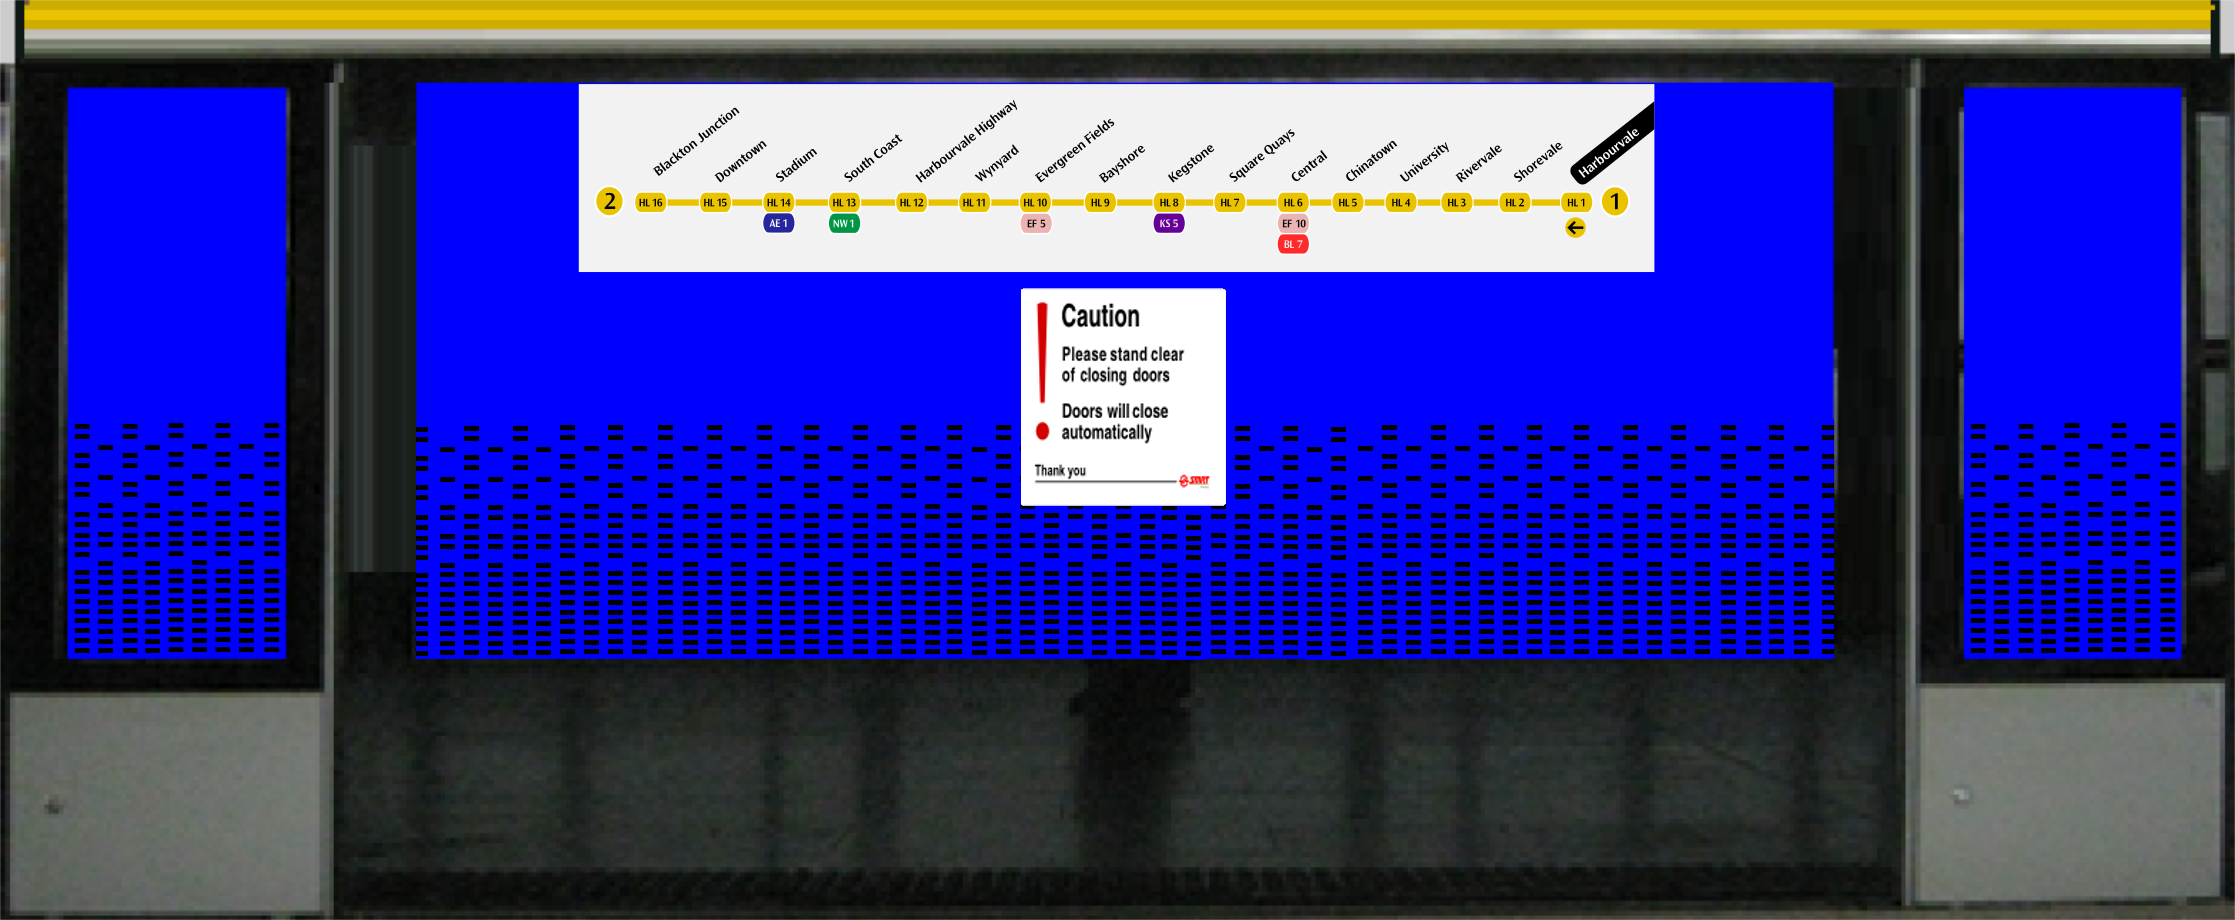 Blackton Junction
Downtown
Stadium
South Coast
Harbourvale Highway
Wynyard
Evergreen Fields
Bayshore
Kegstone
Square Quays
Central
Chinatown
University
Rivervale
Shorevale
Harbourvale
2 HL 16 HL 15 HL 14 HL 13 HL 12 HL 11 HL 10 HL 9 HL 8 HL 7 HL 6 HL 5 HL 4 HL 3 HL 2 HL 1 1
AE 1 NW 1 EF 5 KS 5 EF 10
BL 7
Caution
Please stand clear
of closing doors
Doors will close
automatically
Thank you